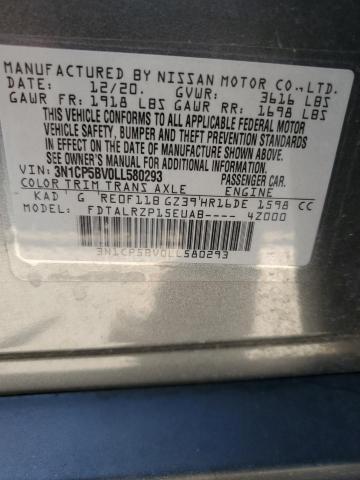 MANUFACTURED BY NISSAN MOTOR CO., LTD.
DATE: 12/20. GVWR: 3616 LBS
GAWR FR: 1918 LBS GAWR RR: 1698 LBS
THIS VEHICLE CONFORMS TO ALL APPLICABLE FEDERAL MOTOR
VEHICLE SAFETY, BUMPER AND THEFT PREVENTION STANDARDS
IN EFFECT ON THE DATE OF MANUFACTURE SHOWN ABOVE.
SEE OWNER'S MANUAL FOR ADDITIONAL INFORMATION.
VIN: 3N1CP5BV0LL580293 PASSENGER CAR.
COLOR TRIM TRANS AXLE ENGINE
KAD G RE0F11B GZ39 HR16DE 1598 CC
MODEL: FDTALRZP15EUAB---- 4Z000
3N1CP5BV0LL580293